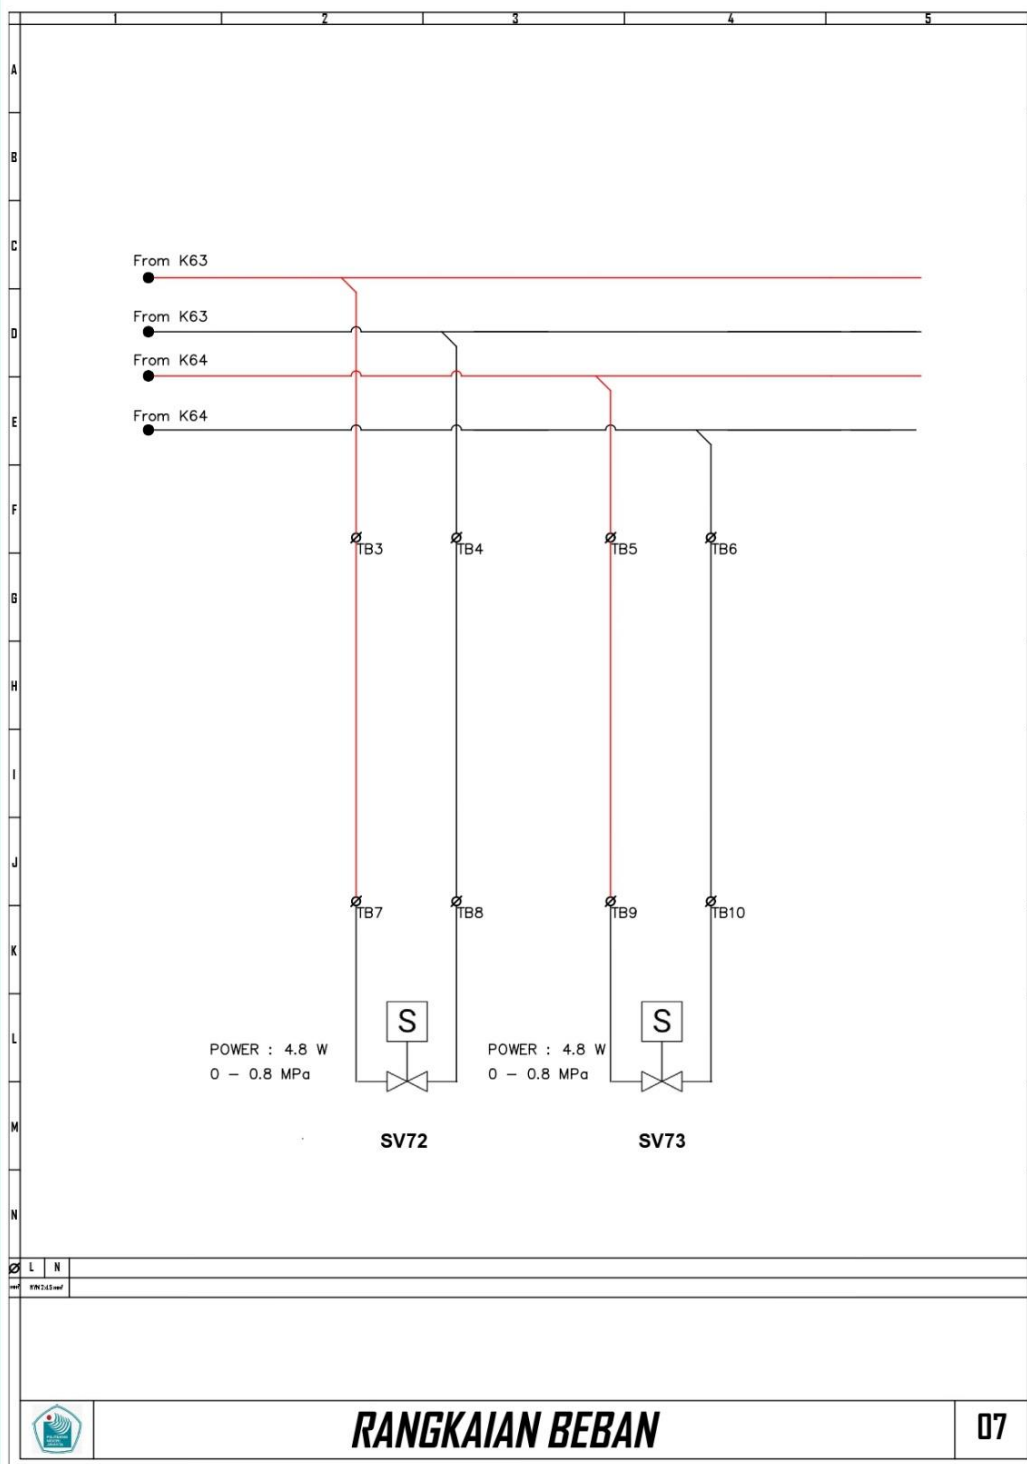 1 2 3 4 5
A
B
C
From K63
From K63
D
From K64
From K64
E
F
TB3 TB4 TB5 TB6
G
H
I
J
TB7 TB8 TB9 TB10
K
S S
L
POWER : 4.8 W POWER : 4.8 W
0 – 0.8 MPa 0 – 0.8 MPa
M
SV72 SV73
N
Ø L N
RANGKAIAN BEBAN 07